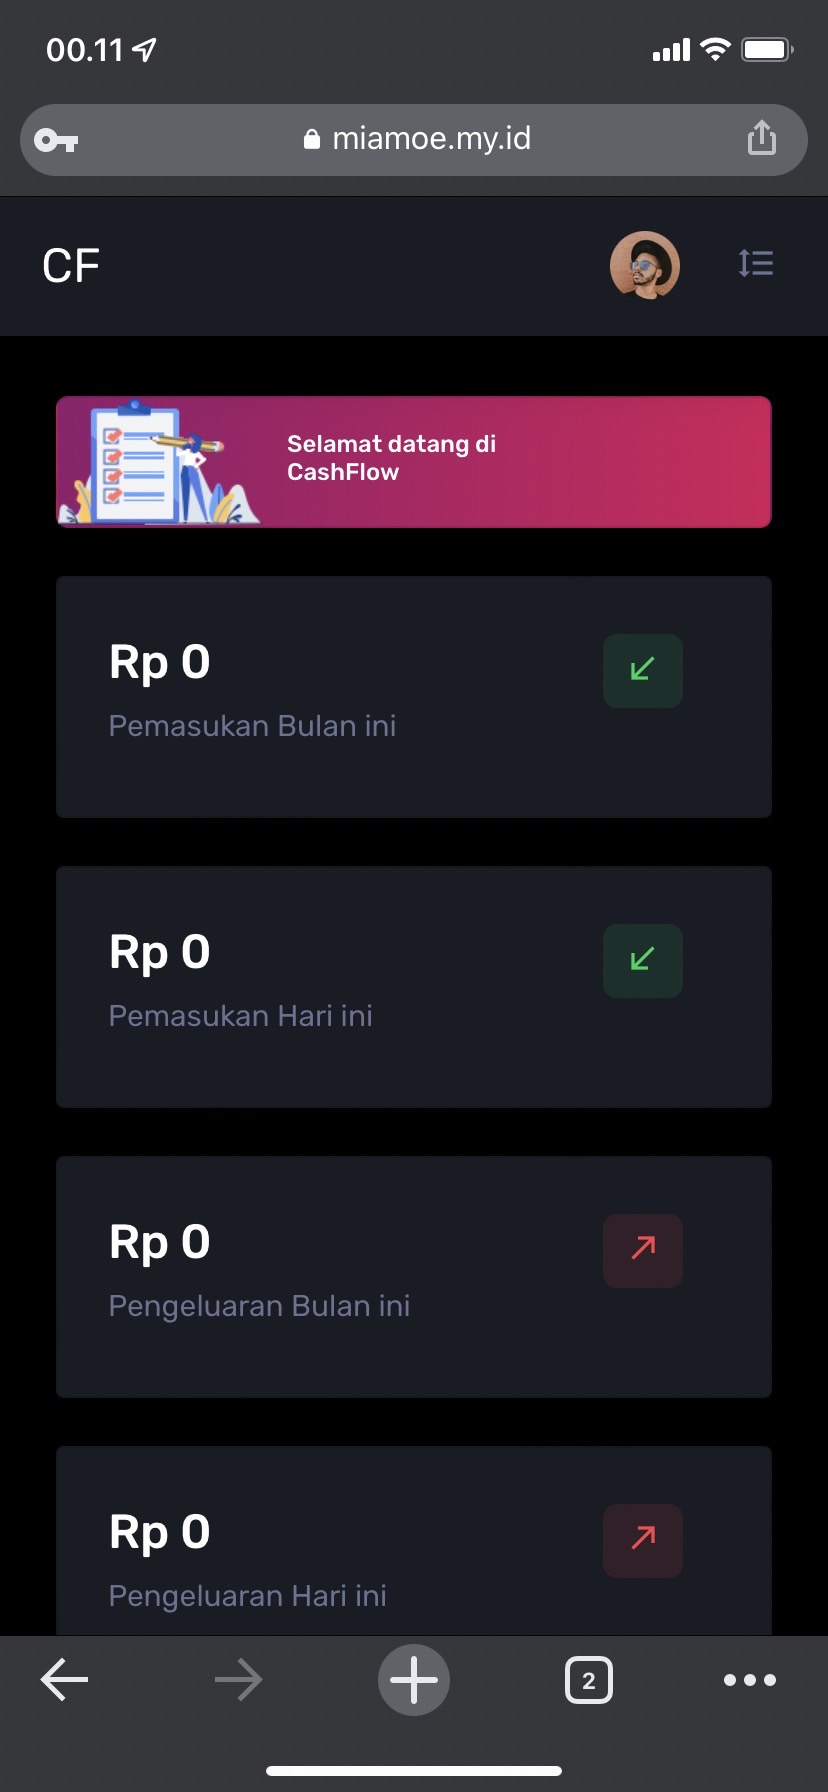 00.11
miamoe.my.id
CF
Selamat datang di
CashFlow
Rp 0
Pemasukan Bulan ini
Rp 0
Pemasukan Hari ini
Rp 0
Pengeluaran Bulan ini
Rp 0
Pengeluaran Hari ini
2